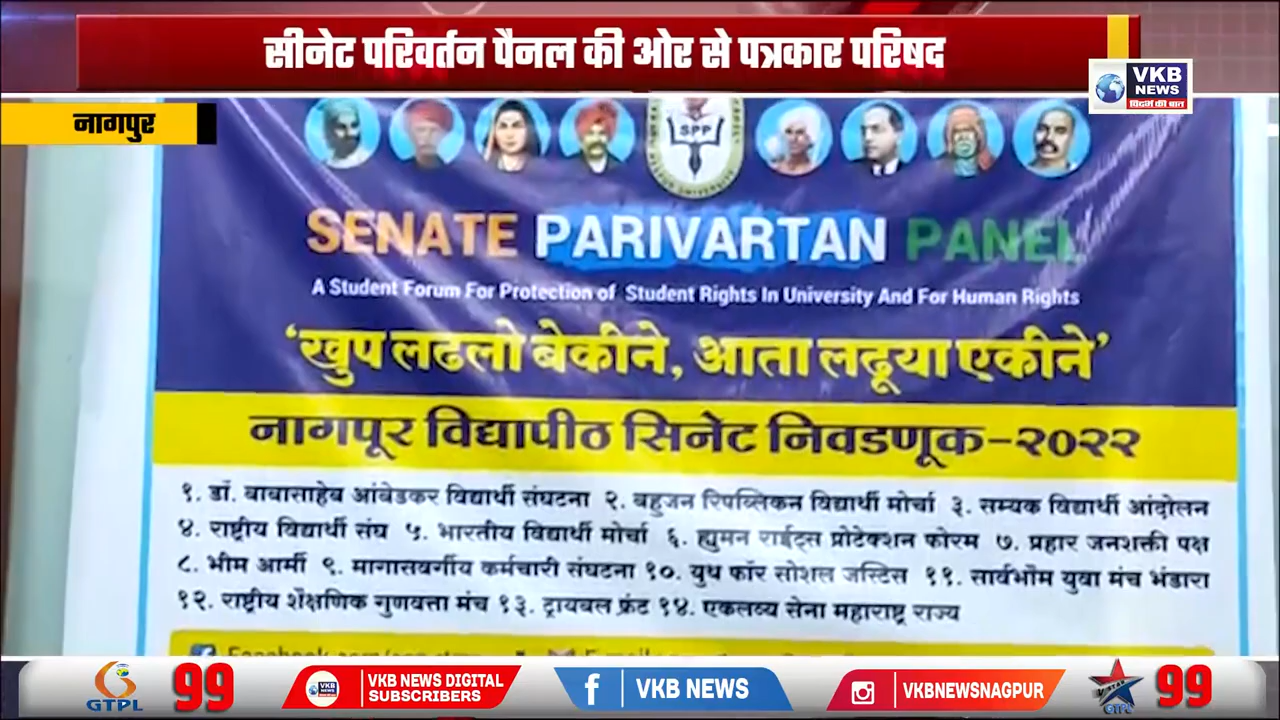 सीनेट परिवर्तन पैनल की ओर से पत्रकार परिषद
VKB
NEWS
विदर्भ की बात
नागपुर
SPP
SENATE PARIVARTAN PANEL
A Student Forum For Protection of Student Rights In University And For Human Rights
‘खुप लढलो बेकीने, आता लढूया एकीने’
नागपूर विद्यापीठ सिनेट निवडणूक-२०२२
१. डॉ. बाबासाहेब आंबेडकर विद्यार्थी संघटना २. बहुजन रिपब्लिकन विद्यार्थी मोर्चा ३. सम्यक विद्यार्थी आंदोलन
४. राष्ट्रीय विद्यार्थी संघ ५. भारतीय विद्यार्थी मोर्चा ६. ह्युमन राईट्स प्रोटेक्शन फोरम ७. प्रहार जनशक्ती पक्ष
८. भीम आर्मी ९. मागासवर्गीय कर्मचारी संघटना १०. युथ फॉर सोशल जस्टिस ११. सार्वभौम युवा मंच भंडारा
१२. राष्ट्रीय शैक्षणिक गुणवत्ता मंच १३. ट्रायबल फ्रंट १४. एकलव्य सेना महाराष्ट्र राज्य
GTPL 99
VKB NEWS DIGITAL
SUBSCRIBERS
VKB NEWS
VKBNEWSNAGPUR
GTPL 99